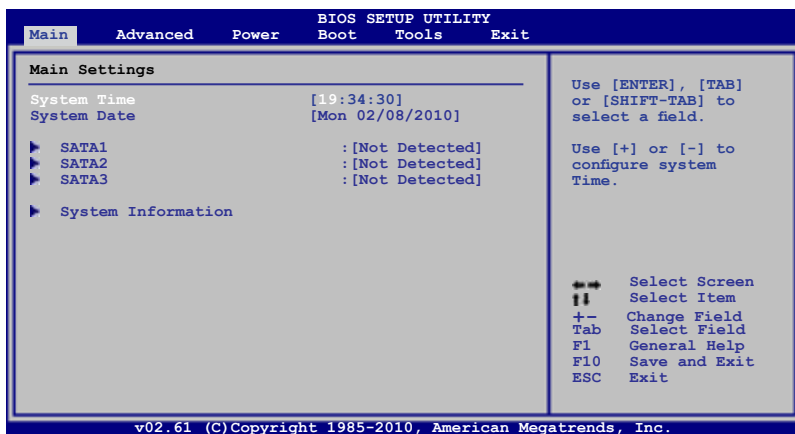 BIOS SETUP UTILITY
Main Advanced Power Boot Tools Exit
Main Settings
System Time [19:34:30]
System Date [Mon 02/08/2010]
SATA1 :[Not Detected]
SATA2 :[Not Detected]
SATA3 :[Not Detected]
System Information
Use [ENTER], [TAB]
or [SHIFT-TAB] to
select a field.
Use [+] or [-] to
configure system
Time.
←→ Select Screen
↑↓ Select Item
+- Change Field
Tab Select Field
F1 General Help
F10 Save and Exit
ESC Exit
v02.61 (C)Copyright 1985-2010, American Megatrends, Inc.